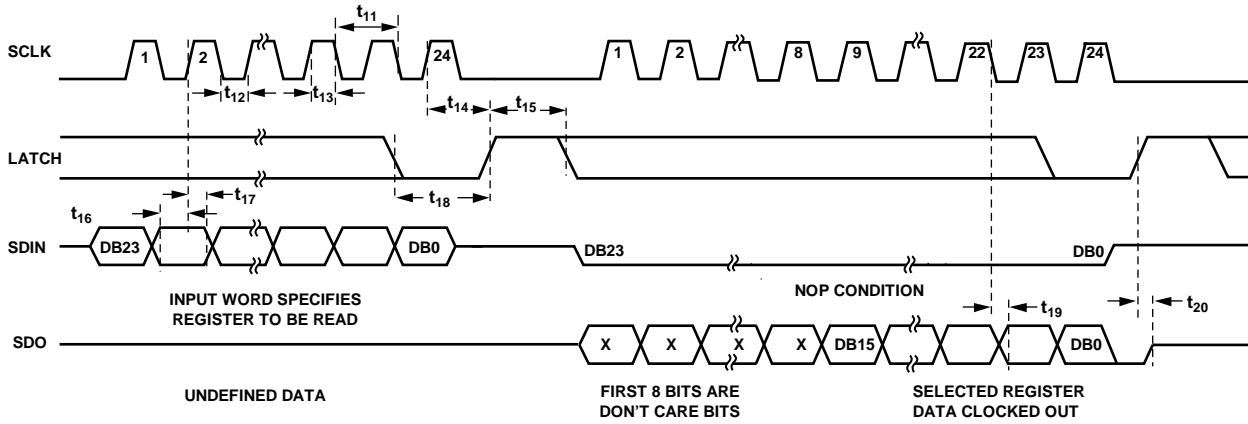 t11
SCLK
1
2
24
1
2
8
9
22
23
24
t12
t13
t14
t15
LATCH
t16
t17
t18
SDIN
DB23
DB0
DB23
DB0
INPUT WORD SPECIFIES
REGISTER TO BE READ
NOP CONDITION
t19
t20
SDO
X
X
X
X
DB15
DB0
UNDEFINED DATA
FIRST 8 BITS ARE
DON'T CARE BITS
SELECTED REGISTER
DATA CLOCKED OUT